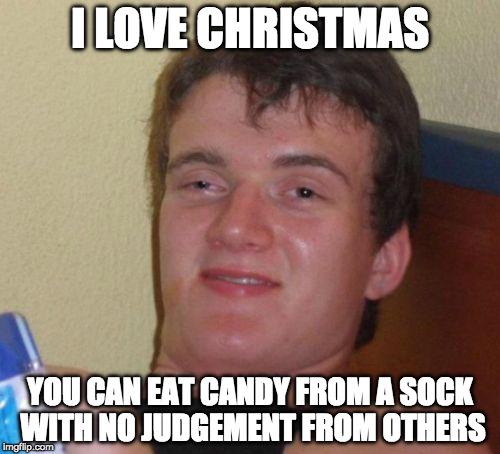 I LOVE CHRISTMAS
YOU CAN EAT CANDY FROM A SOCK
WITH NO JUDGEMENT FROM OTHERS
imgflip.com